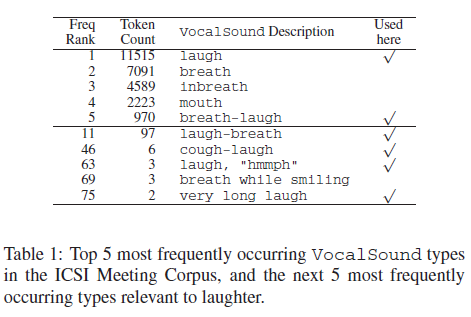 Freq Token VocalSound Description Used
Rank Count here
1 11515 laugh ✓
2 7091 breath
3 4589 inbreath
4 2223 mouth
5 970 breath-laugh ✓
11 97 laugh-breath ✓
46 6 cough-laugh ✓
63 3 laugh, "hmmph" ✓
69 3 breath while smiling
75 2 very long laugh ✓
Table 1: Top 5 most frequently occurring VocalSound types
in the ICSI Meeting Corpus, and the next 5 most frequently
occurring types relevant to laughter.